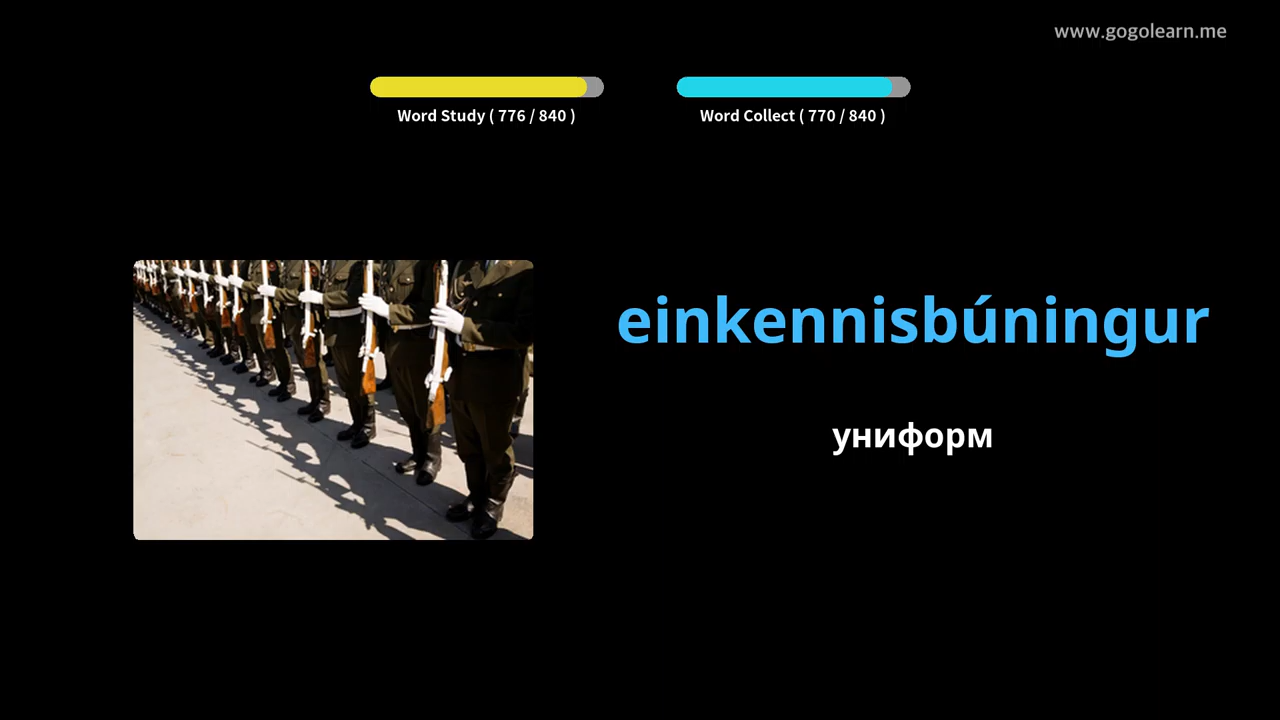 www.gogolearn.me
Word Study ( 776 / 840 )
Word Collect ( 770 / 840 )
einkennisbúningur
униформ